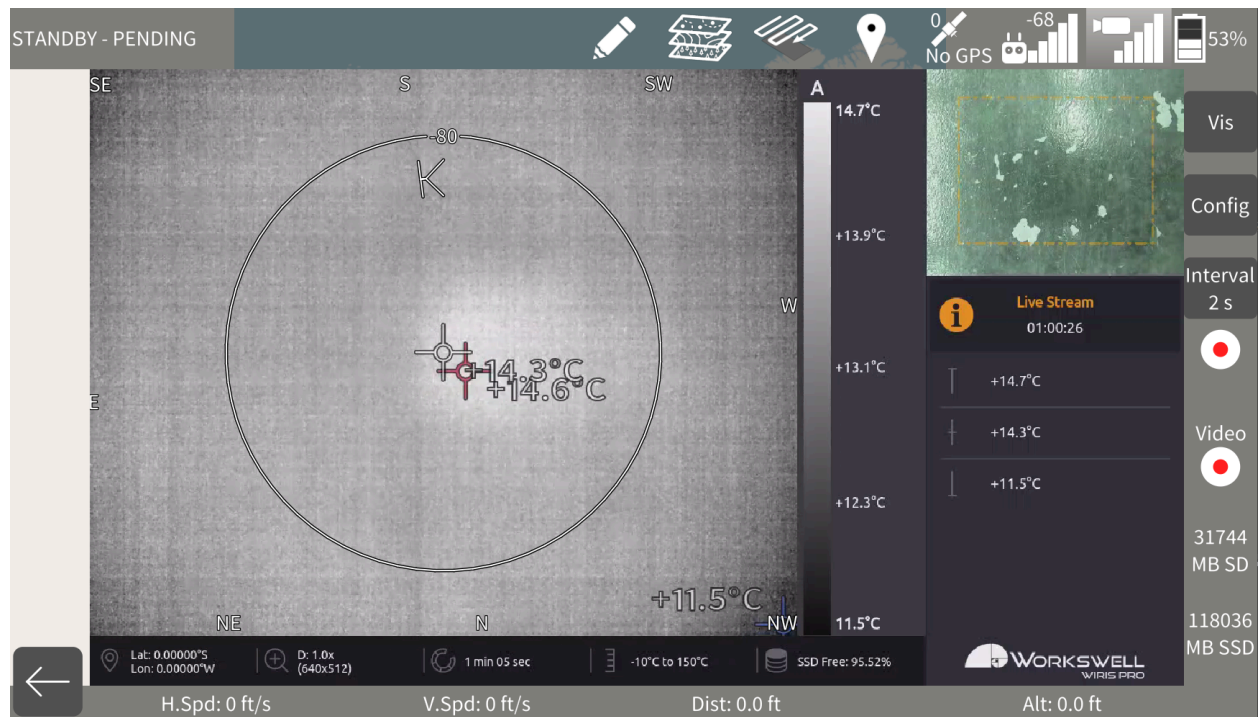 STANDBY - PENDING
0
No GPS
-68
53%
SE
S
SW
A
14.7°C
-80
K
Vis
+13.9°C
Config
Interval
2 s
W
Live Stream
01:00:26
+14.3°C
+14.6°C
+13.1°C
+14.7°C
E
+14.3°C
Video
+11.5°C
+12.3°C
31744
MB SD
+11.5°C
NE
N
NW
11.5°C
118036
MB SSD
Lat: 0.00000°S
Lon: 0.00000°W
D: 1.0x
(640x512)
1 min 05 sec
-10°C to 150°C
SSD Free: 95.52%
WORKSWELL
WIRIS PRO
H.Spd: 0 ft/s
V.Spd: 0 ft/s
Dist: 0.0 ft
Alt: 0.0 ft